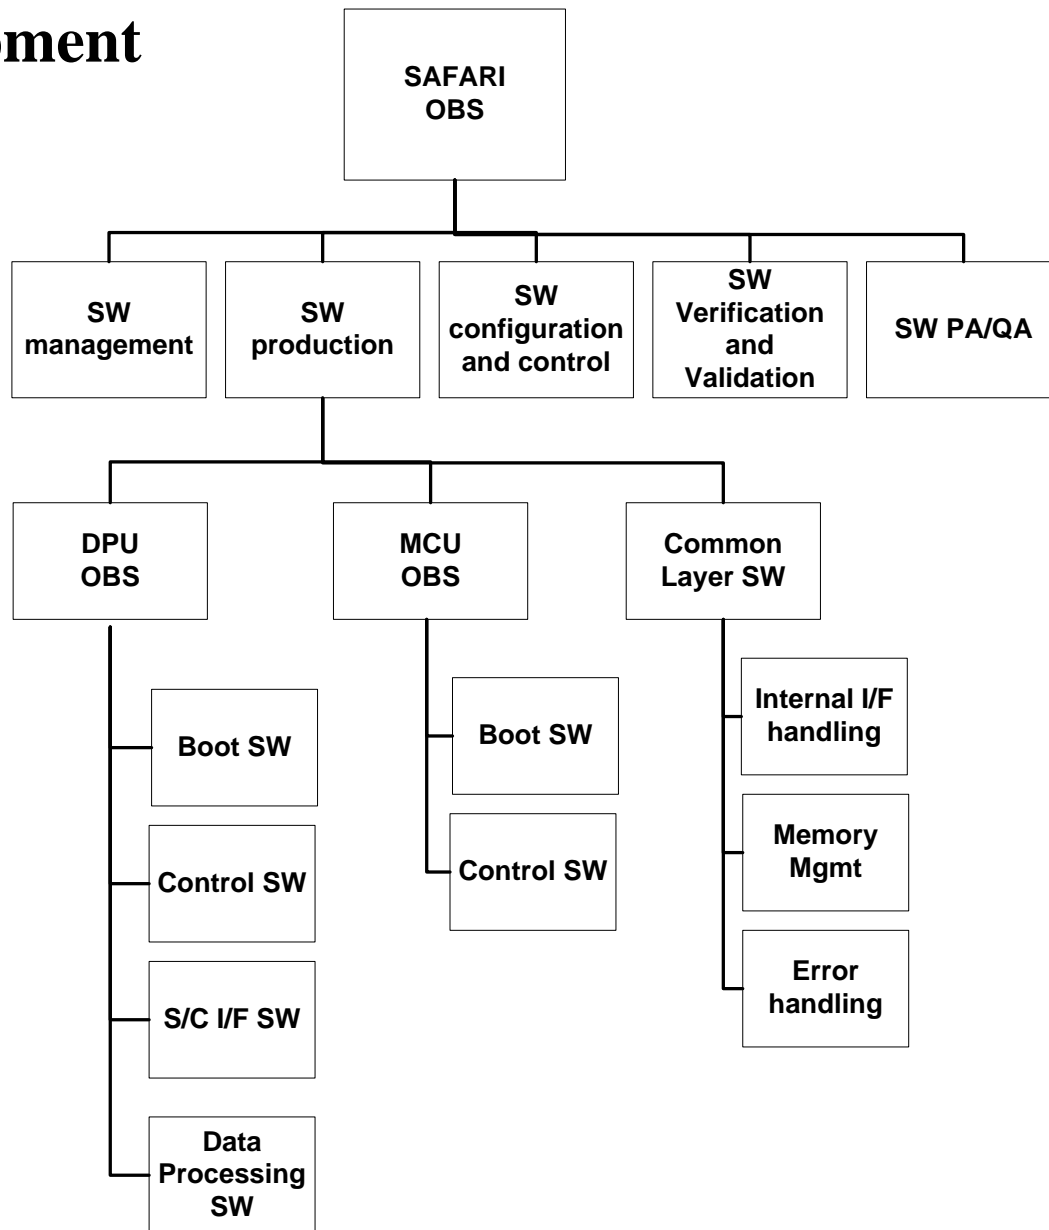 pment
SAFARI
OBS
SW
management
SW
production
SW
configuration
and control
SW
Verification
and
Validation
SW PA/QA
DPU
OBS
MCU
OBS
Common
Layer SW
Boot SW
Control SW
S/C I/F SW
Data
Processing
SW
Boot SW
Control SW
Internal I/F
handling
Memory
Mgmt
Error
handling